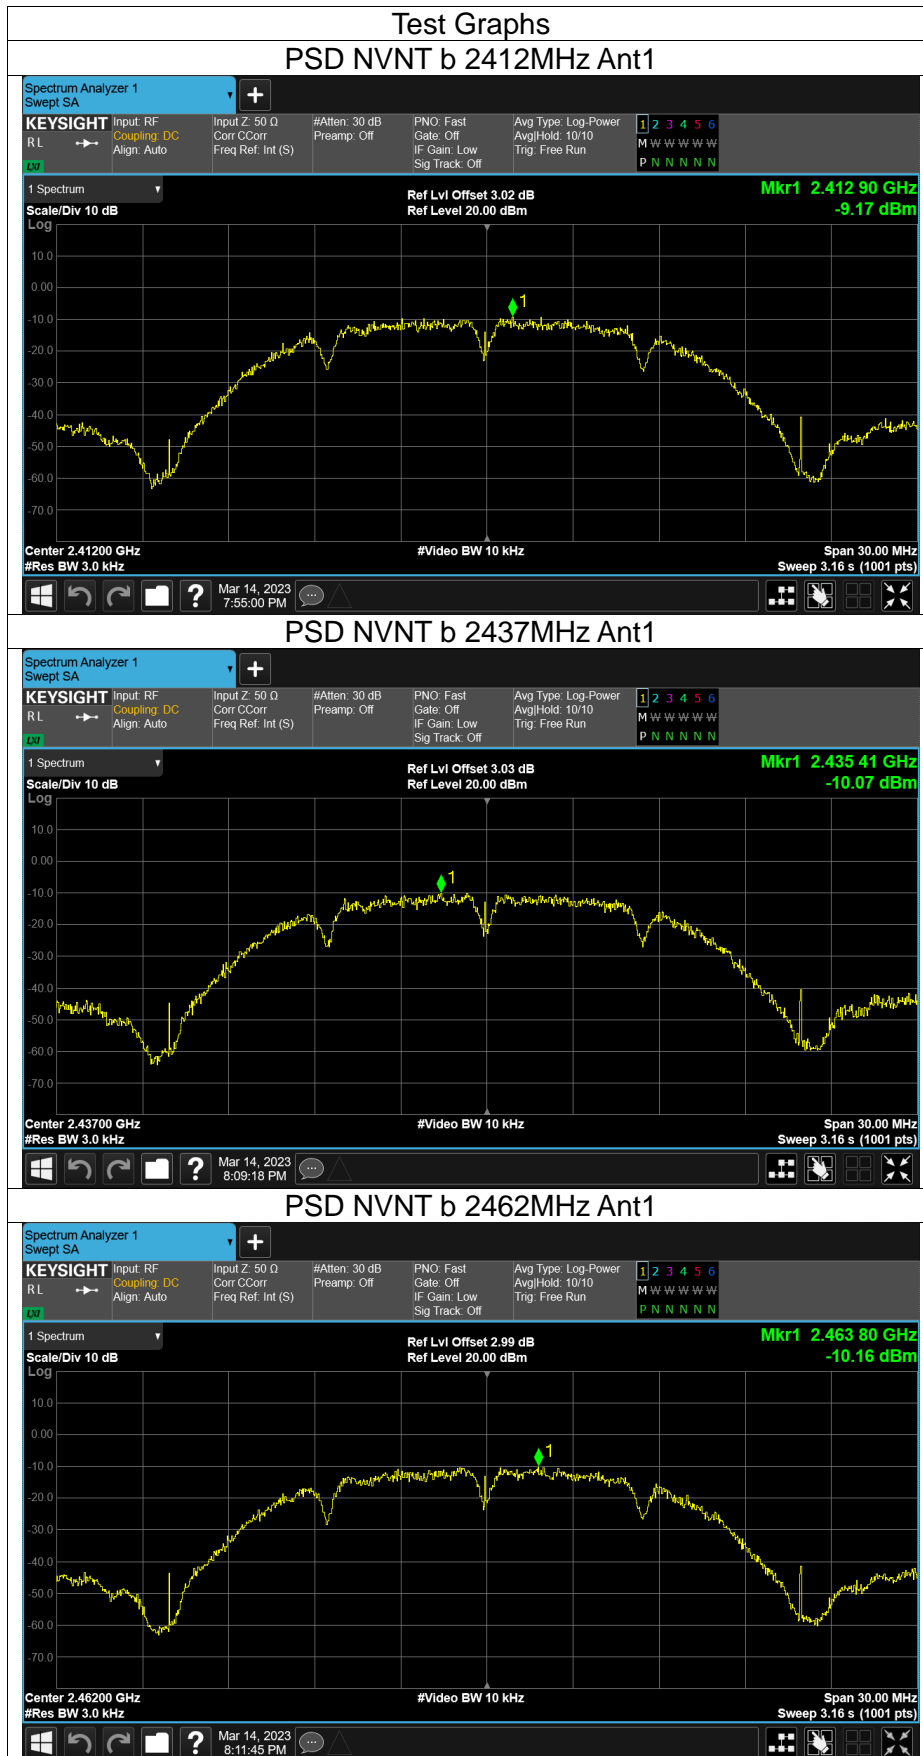 Test Graphs
PSD NVNT b 2412MHz Ant1
Spectrum Analyzer 1
Swept SA
KEYSIGHT Input: RF Input Z: 50 Ω #Atten: 30 dB PNO: Fast Avg Type: Log-Power 1 2 3 4 5 6
RL Coupling: DC Corr CCorr Preamp: Off Gate: Off Avg|Hold: 10/10 M W W W W W
Align: Auto Freq Ref: Int (S) IF Gain: Low Trig: Free Run
LXI Sig Track: Off P N N N N N
1 Spectrum Ref Lvl Offset 3.02 dB Mkr1 2.412 90 GHz
Scale/Div 10 dB Ref Level 20.00 dBm -9.17 dBm
Log
10.0
0.00
1
-10.0
-20.0
-30.0
-40.0
-50.0
-60.0
-70.0
Center 2.41200 GHz #Video BW 10 kHz Span 30.00 MHz
#Res BW 3.0 kHz Sweep 3.16 s (1001 pts)
? Mar 14, 2023
7:55:00 PM
PSD NVNT b 2437MHz Ant1
Spectrum Analyzer 1
Swept SA
KEYSIGHT Input: RF Input Z: 50 Ω #Atten: 30 dB PNO: Fast Avg Type: Log-Power 1 2 3 4 5 6
RL Coupling: DC Corr CCorr Preamp: Off Gate: Off Avg|Hold: 10/10 M W W W W W
Align: Auto Freq Ref: Int (S) IF Gain: Low Trig: Free Run
LXI Sig Track: Off P N N N N N
1 Spectrum Ref Lvl Offset 3.03 dB Mkr1 2.435 41 GHz
Scale/Div 10 dB Ref Level 20.00 dBm -10.07 dBm
Log
10.0
0.00
1
-10.0
-20.0
-30.0
-40.0
-50.0
-60.0
-70.0
Center 2.43700 GHz #Video BW 10 kHz Span 30.00 MHz
#Res BW 3.0 kHz Sweep 3.16 s (1001 pts)
? Mar 14, 2023
8:09:18 PM
PSD NVNT b 2462MHz Ant1
Spectrum Analyzer 1
Swept SA
KEYSIGHT Input: RF Input Z: 50 Ω #Atten: 30 dB PNO: Fast Avg Type: Log-Power 1 2 3 4 5 6
RL Coupling: DC Corr CCorr Preamp: Off Gate: Off Avg|Hold: 10/10 M W W W W W
Align: Auto Freq Ref: Int (S) IF Gain: Low Trig: Free Run
LXI Sig Track: Off P N N N N N
1 Spectrum Ref Lvl Offset 2.99 dB Mkr1 2.463 80 GHz
Scale/Div 10 dB Ref Level 20.00 dBm -10.16 dBm
Log
10.0
0.00
1
-10.0
-20.0
-30.0
-40.0
-50.0
-60.0
-70.0
Center 2.46200 GHz #Video BW 10 kHz Span 30.00 MHz
#Res BW 3.0 kHz Sweep 3.16 s (1001 pts)
? Mar 14, 2023
8:11:45 PM